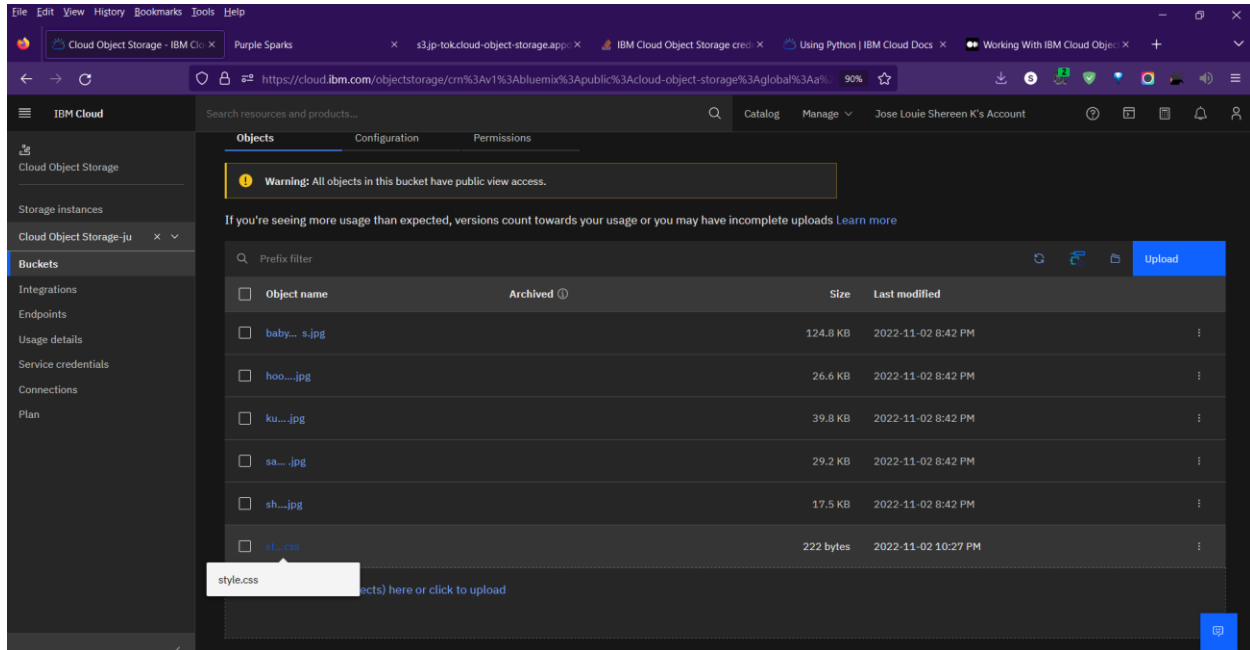 File Edit View History Bookmarks Tools Help
Cloud Object Storage - IBM Clo × Purple Sparks × s3.jp-tok.cloud-object-storage.appd × IBM Cloud Object Storage cred × Using Python | IBM Cloud Docs × Working With IBM Cloud Objec × +
https://cloud.ibm.com/objectstorage/crn%3Av1%3Abluemix%3Apublic%3Acloud-object-storage%3Aglobal%3Aa% 90%
IBM Cloud Search resources and products... Catalog Manage Jose Louie Shereen K's Account
Cloud Object Storage
Storage instances
Cloud Object Storage-ju ×
Buckets
Integrations
Endpoints
Usage details
Service credentials
Connections
Plan
Objects Configuration Permissions
Warning: All objects in this bucket have public view access.
If you're seeing more usage than expected, versions count towards your usage or you may have incomplete uploads Learn more
Prefix filter Upload
Object name Archived Size Last modified
baby... s.jpg 124.8 KB 2022-11-02 8:42 PM
hoo....jpg 26.6 KB 2022-11-02 8:42 PM
ku....jpg 39.8 KB 2022-11-02 8:42 PM
sa... .jpg 29.2 KB 2022-11-02 8:42 PM
sh....jpg 17.5 KB 2022-11-02 8:42 PM
st...css 222 bytes 2022-11-02 10:27 PM
style.css
ects) here or click to upload